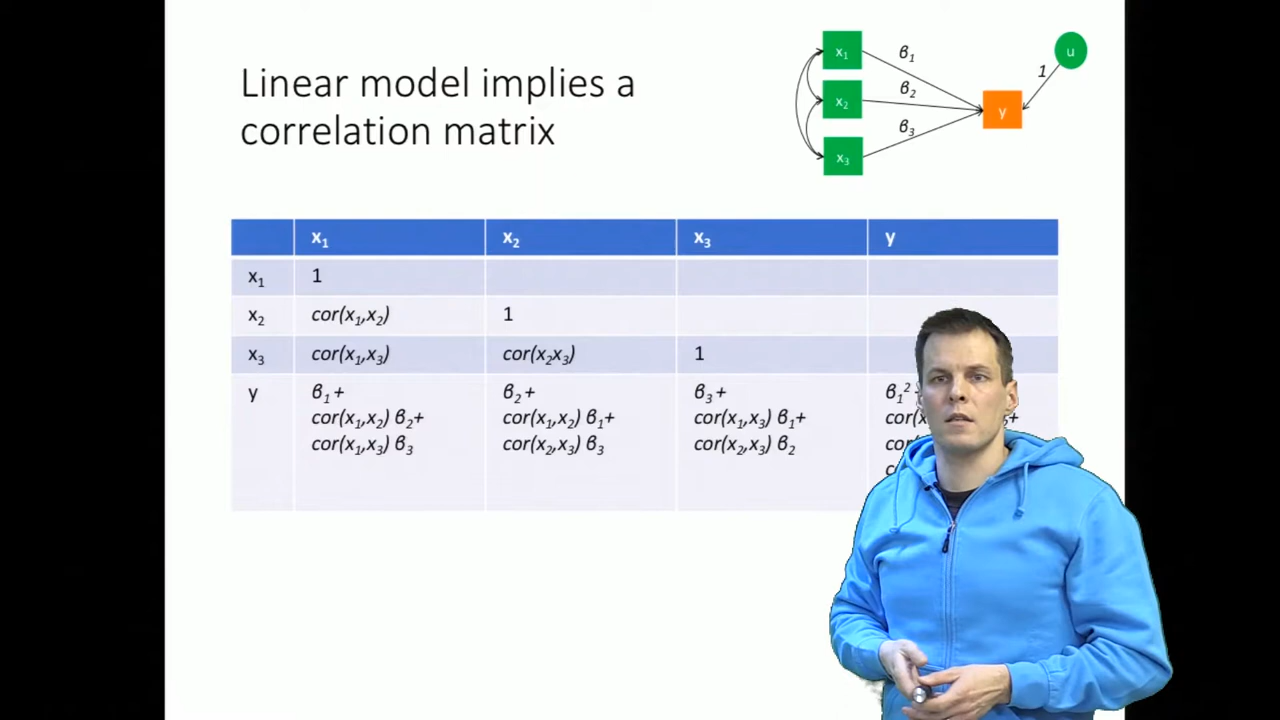 Linear model implies a
correlation matrix
x₁
x₂
x₃
β₁
β₂
β₃
y
u
1
x₁ x₂ x₃ y
x₁ 1
x₂ cor(x₁,x₂) 1
x₃ cor(x₁,x₃) cor(x₂x₃) 1
y β₁ + β₂ + β₃ + β₁²
cor(x₁,x₂) β₂+ cor(x₁,x₂) β₁+ cor(x₁,x₃) β₁+
cor(x₁,x₃) β₃ cor(x₂,x₃) β₃ cor(x₂,x₃) β₂